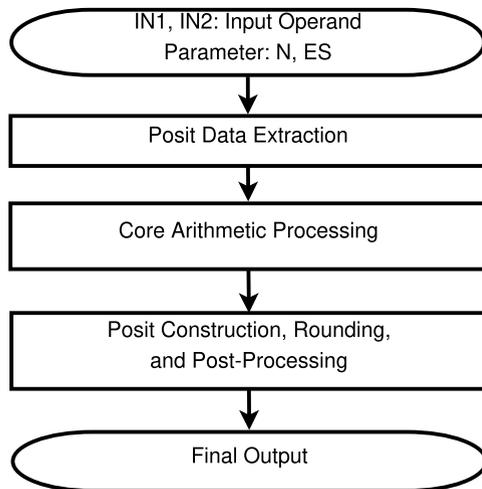 IN1, IN2: Input Operand
Parameter: N, ES
Posit Data Extraction
Core Arithmetic Processing
Posit Construction, Rounding,
and Post-Processing
Final Output